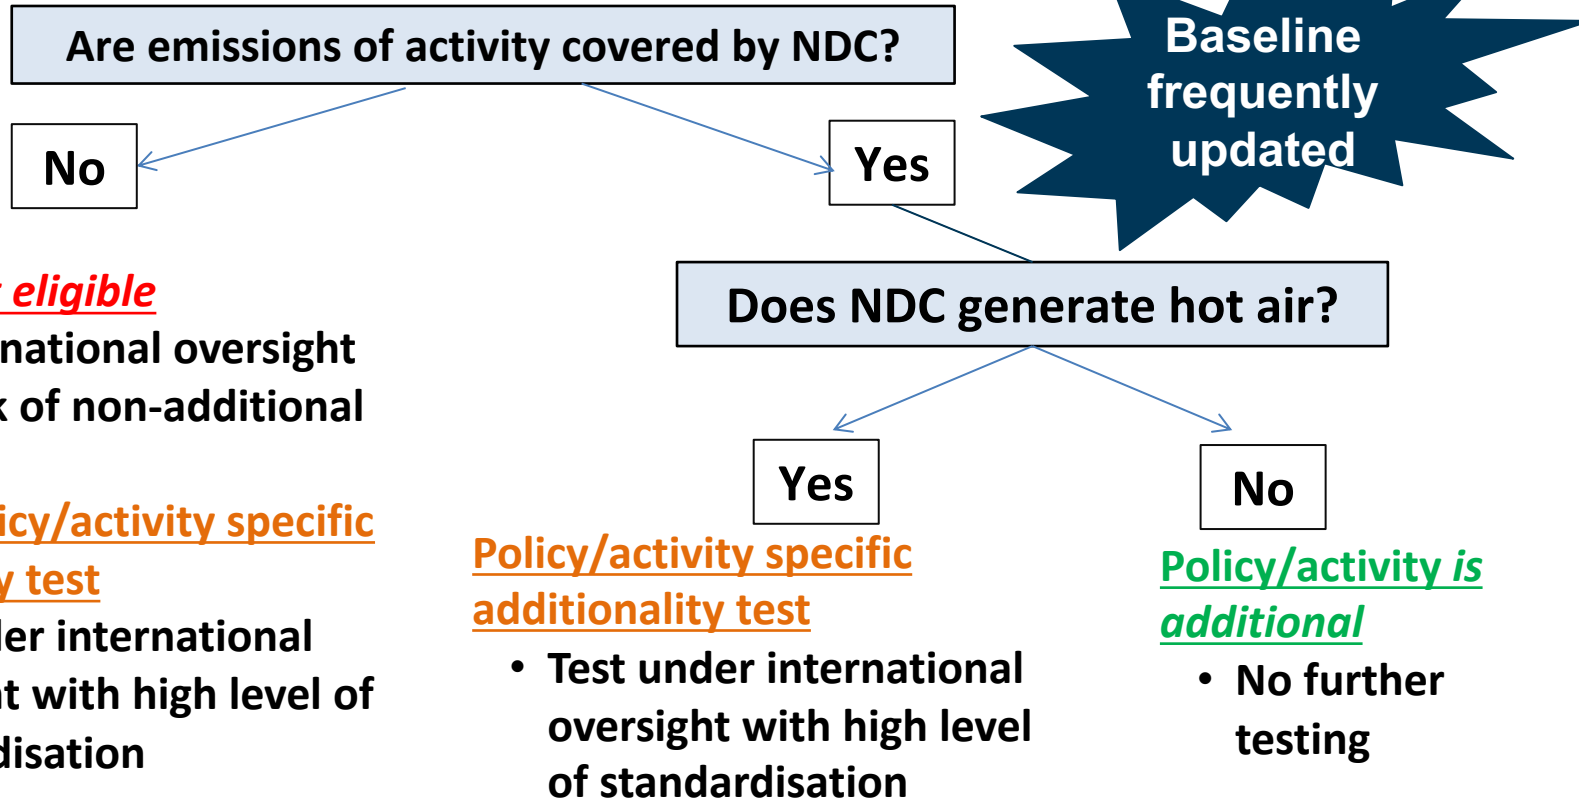 Are emissions of activity covered by NDC?
Baseline
frequently
updated
No
Yes
eligible
national oversight
of non-additional
icy/activity specific
y test
er international
t with high level of
disation
Does NDC generate hot air?
Yes
No
Policy/activity specific
additionality test
• Test under international
oversight with high level
of standardisation
Policy/activity is
additional
• No further
testing